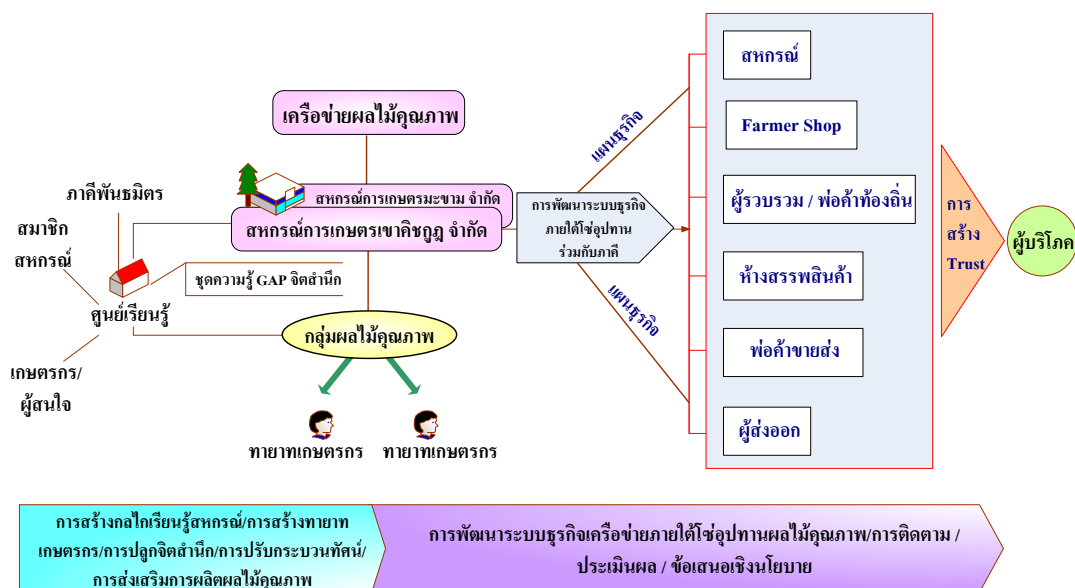 เครือข่ายผลไม้คุณภาพ
สหกรณ์การเกษตรมะขาม จำกัด
สหกรณ์การเกษตรเขาคิชกูฎ จำกัด
ภาคีพันธมิตร
สมาชิก
สหกรณ์
ศูนย์เรียนรู้
ชุดความรู้ GAP จิตสำนึก
เกษตรกร/
ผู้สนใจ
กลุ่มผลไม้คุณภาพ
ทายาทเกษตรกร
ทายาทเกษตรกร
การพัฒนาระบบธุรกิจ
ภายใต้โซ่อุปทาน
ร่วมกับภาคี
แผนธุรกิจ
แผนธุรกิจ
สหกรณ์
Farmer Shop
ผู้รวบรวม / พ่อค้าท้องถิ่น
ห้างสรรพสินค้า
พ่อค้าขายส่ง
ผู้ส่งออก
การ
สร้าง
Trust
ผู้บริโภค
การสร้างกลไกเรียนรู้สหกรณ์/การสร้างทายาท
เกษตรกร/การปลูกจิตสำนึก/การปรับกระบวนทัศน์/
การส่งเสริมการผลิตผลไม้คุณภาพ
การพัฒนาระบบธุรกิจเครือข่ายภายใต้โซ่อุปทานผลไม้คุณภาพ/การติดตาม /
ประเมินผล / ข้อเสนอเชิงนโยบาย